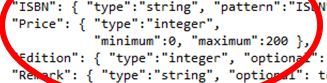 "ISBN": { "type":"string", "pattern":"ISBN
"Price": { "type":"integer",
"minimum":0, "maximum":200 },
"Edition": { "type":"integer", "optional": t
"Remark": { "type":"string", "optional": t